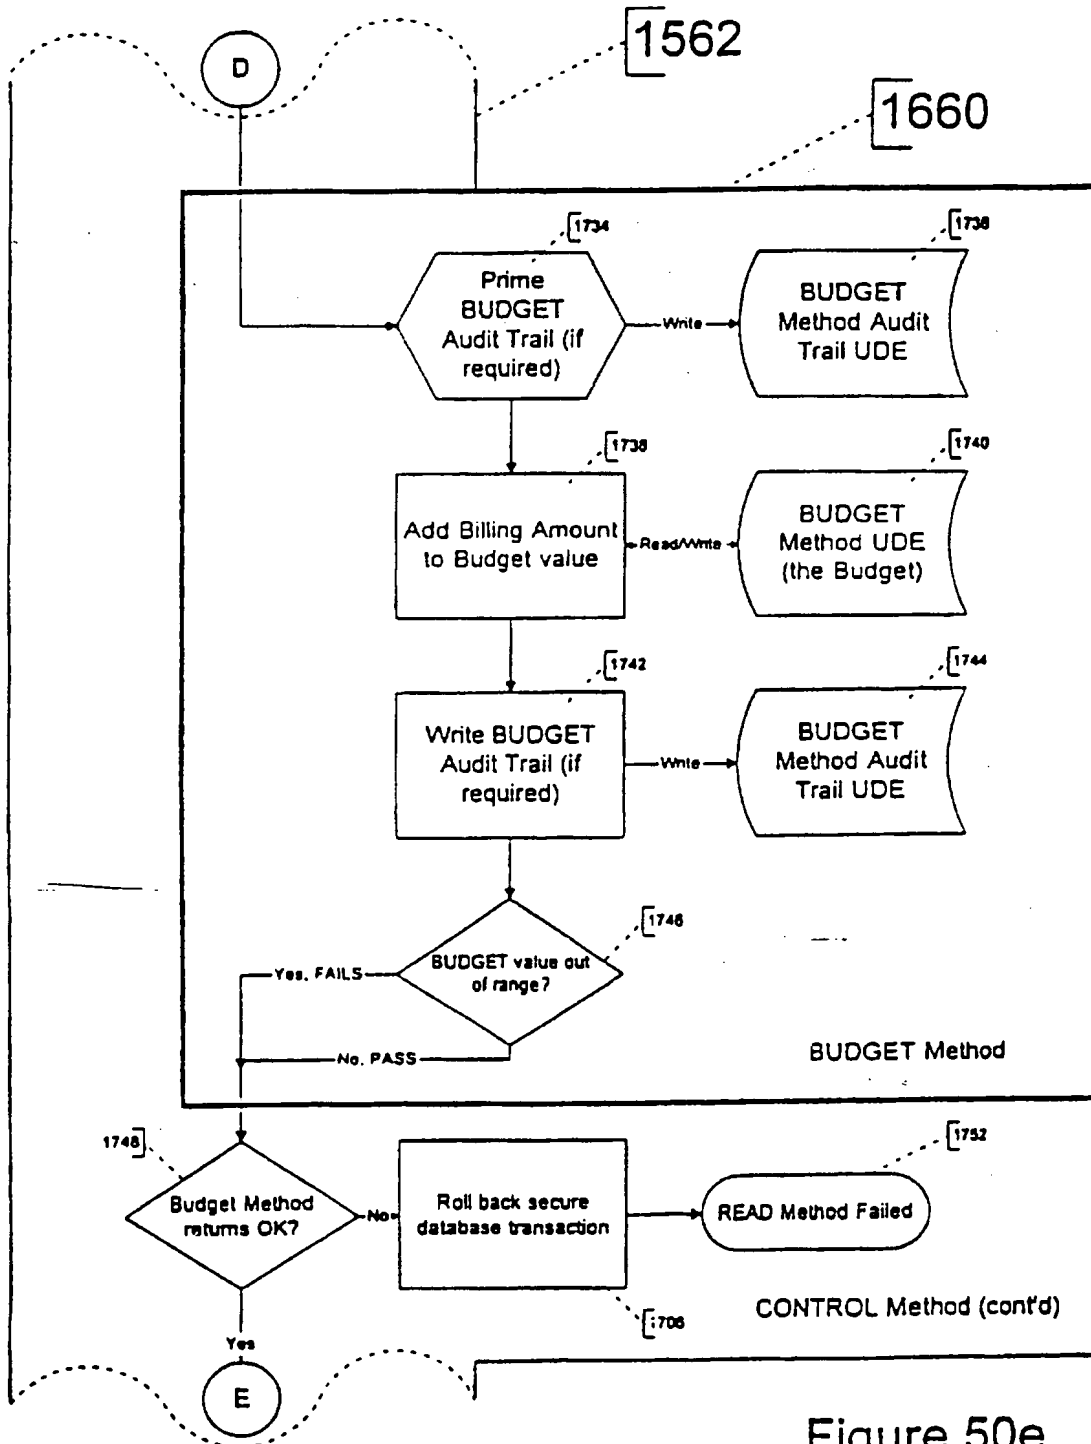 D
1562
1660
1734
Prime
BUDGET
Audit Trail (if
required)
Write
1736
BUDGET
Method Audit
Trail UDE
1738
Add Billing Amount
to Budget value
Read/Write
1740
BUDGET
Method UDE
(the Budget)
1742
Write BUDGET
Audit Trail (if
required)
Write
1744
BUDGET
Method Audit
Trail UDE
1746
BUDGET value out
of range?
Yes, FAILS
No, PASS
BUDGET Method
1748
Budget Method
returns OK?
No
Roll back secure
database transaction
1752
READ Method Failed
1706
CONTROL Method (cont'd)
Yes
E
Figure 50e